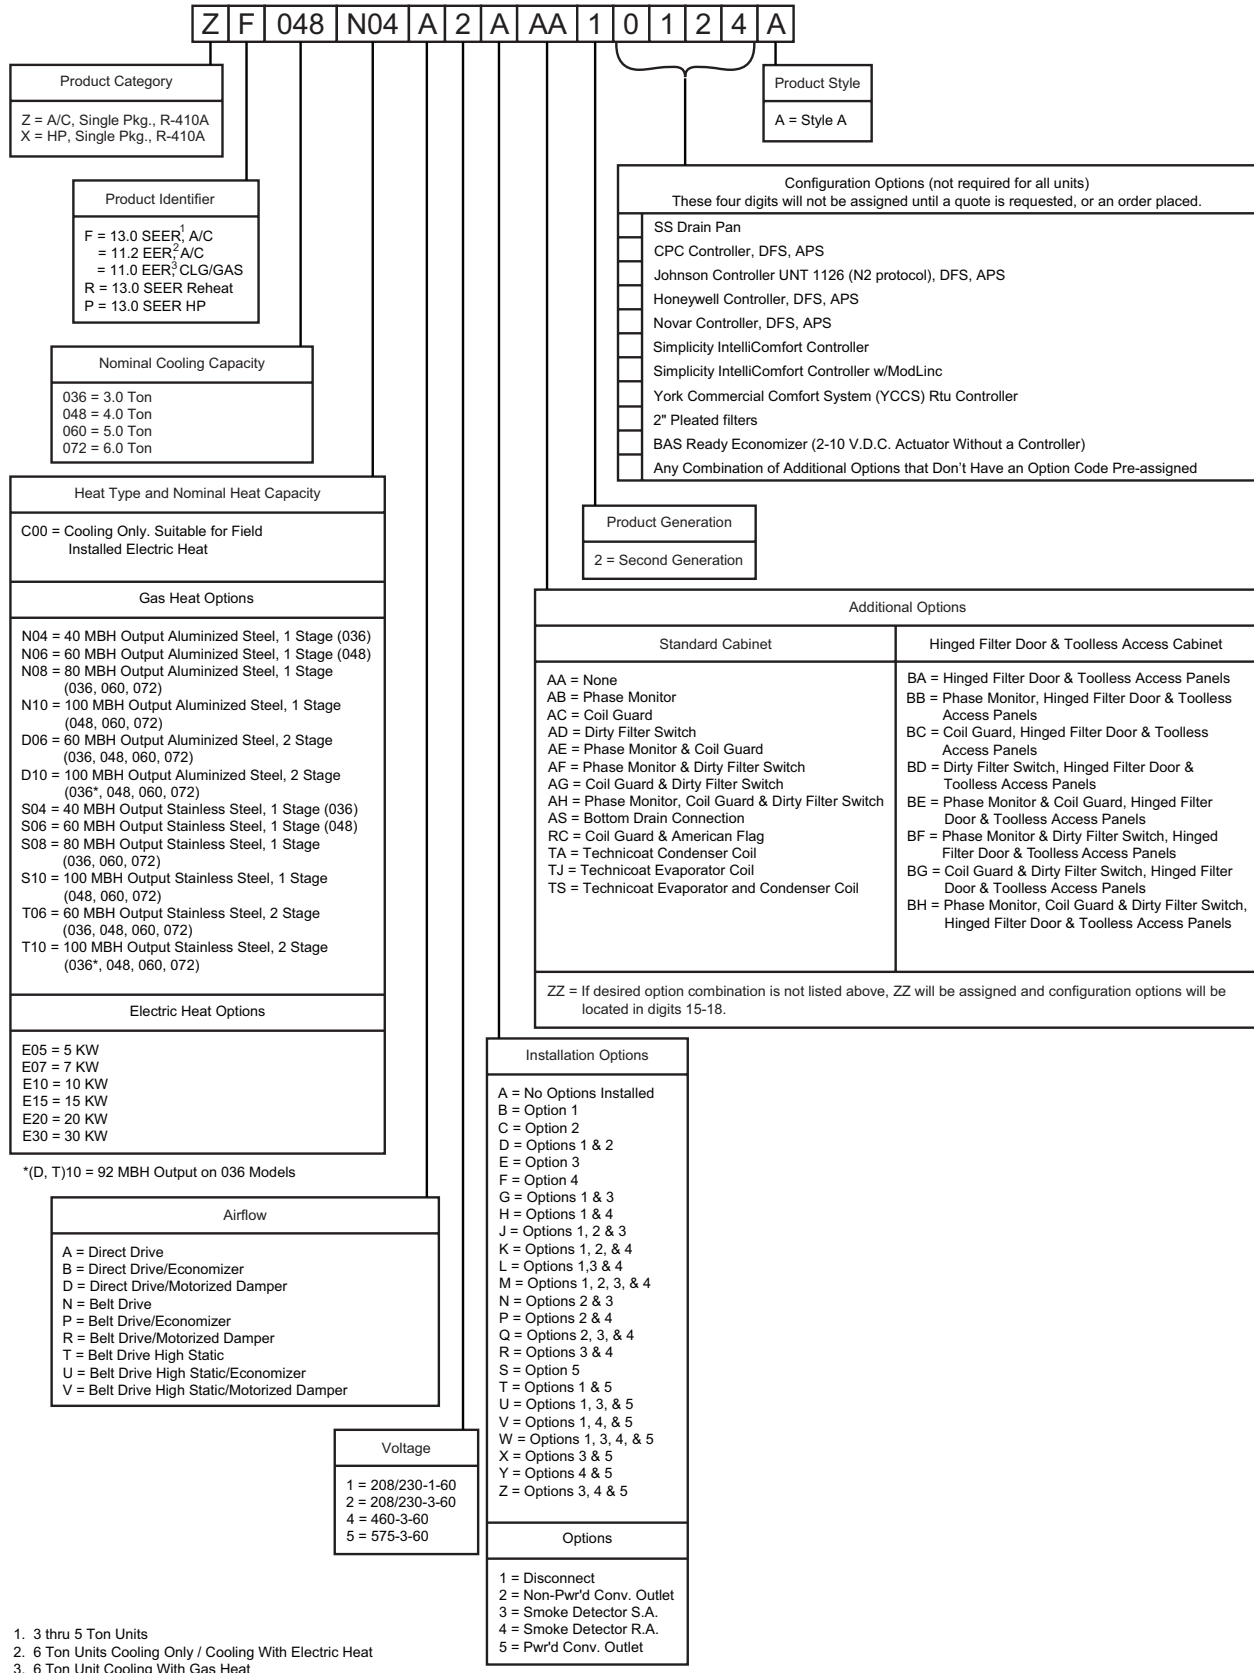 Z F 048 N04 A 2 A AA 1 0 1 2 4 A
Product Category
Z = A/C, Single Pkg., R-410A
X = HP, Single Pkg., R-410A
Product Style
A = Style A
Product Identifier
F = 13.0 SEER,1 A/C
= 11.2 EER,2 A/C
= 11.0 EER,3 CLG/GAS
R = 13.0 SEER Reheat
P = 13.0 SEER HP
Configuration Options (not required for all units)
These four digits will not be assigned until a quote is requested, or an order placed.
SS Drain Pan
CPC Controller, DFS, APS
Johnson Controller UNT 1126 (N2 protocol), DFS, APS
Honeywell Controller, DFS, APS
Novar Controller, DFS, APS
Simplicity IntelliComfort Controller
Simplicity IntelliComfort Controller w/ModLinc
York Commercial Comfort System (YCCS) Rtu Controller
2" Pleated filters
BAS Ready Economizer (2-10 V.D.C. Actuator Without a Controller)
Any Combination of Additional Options that Don't Have an Option Code Pre-assigned
Nominal Cooling Capacity
036 = 3.0 Ton
048 = 4.0 Ton
060 = 5.0 Ton
072 = 6.0 Ton
Heat Type and Nominal Heat Capacity
C00 = Cooling Only. Suitable for Field
Installed Electric Heat
Gas Heat Options
N04 = 40 MBH Output Aluminized Steel, 1 Stage (036)
N06 = 60 MBH Output Aluminized Steel, 1 Stage (048)
N08 = 80 MBH Output Aluminized Steel, 1 Stage
(036, 060, 072)
N10 = 100 MBH Output Aluminized Steel, 1 Stage
(048, 060, 072)
D06 = 60 MBH Output Aluminized Steel, 2 Stage
(036, 048, 060, 072)
D10 = 100 MBH Output Aluminized Steel, 2 Stage
(036*, 048, 060, 072)
S04 = 40 MBH Output Stainless Steel, 1 Stage (036)
S06 = 60 MBH Output Stainless Steel, 1 Stage (048)
S08 = 80 MBH Output Stainless Steel, 1 Stage
(036, 060, 072)
S10 = 100 MBH Output Stainless Steel, 1 Stage
(048, 060, 072)
T06 = 60 MBH Output Stainless Steel, 2 Stage
(036, 048, 060, 072)
T10 = 100 MBH Output Stainless Steel, 2 Stage
(036*, 048, 060, 072)
Electric Heat Options
E05 = 5 KW
E07 = 7 KW
E10 = 10 KW
E15 = 15 KW
E20 = 20 KW
E30 = 30 KW
*(D, T)10 = 92 MBH Output on 036 Models
Product Generation
2 = Second Generation
Additional Options
Standard Cabinet
AA = None
AB = Phase Monitor
AC = Coil Guard
AD = Dirty Filter Switch
AE = Phase Monitor & Coil Guard
AF = Phase Monitor & Dirty Filter Switch
AG = Coil Guard & Dirty Filter Switch
AH = Phase Monitor, Coil Guard & Dirty Filter Switch
AS = Bottom Drain Connection
RC = Coil Guard & American Flag
TA = Technicoat Condenser Coil
TJ = Technicoat Evaporator Coil
TS = Technicoat Evaporator and Condenser Coil
Hinged Filter Door & Toolless Access Cabinet
BA = Hinged Filter Door & Toolless Access Panels
BB = Phase Monitor, Hinged Filter Door & Toolless
Access Panels
BC = Coil Guard, Hinged Filter Door & Toolless
Access Panels
BD = Dirty Filter Switch, Hinged Filter Door &
Toolless Access Panels
BE = Phase Monitor & Coil Guard, Hinged Filter
Door & Toolless Access Panels
BF = Phase Monitor & Dirty Filter Switch, Hinged
Filter Door & Toolless Access Panels
BG = Coil Guard & Dirty Filter Switch, Hinged Filter
Door & Toolless Access Panels
BH = Phase Monitor, Coil Guard & Dirty Filter Switch,
Hinged Filter Door & Toolless Access Panels
ZZ = If desired option combination is not listed above, ZZ will be assigned and configuration options will be
located in digits 15-18.
Installation Options
A = No Options Installed
B = Option 1
C = Option 2
D = Options 1 & 2
E = Option 3
F = Option 4
G = Options 1 & 3
H = Options 1 & 4
J = Options 1, 2 & 3
K = Options 1, 2, & 4
L = Options 1,3 & 4
M = Options 1, 2, 3, & 4
N = Options 2 & 3
P = Options 2 & 4
Q = Options 2, 3, & 4
R = Options 3 & 4
S = Option 5
T = Options 1 & 5
U = Options 1, 3, & 5
V = Options 1, 4, & 5
W = Options 1, 3, 4, & 5
X = Options 3 & 5
Y = Options 4 & 5
Z = Options 3, 4 & 5
Options
1 = Disconnect
2 = Non-Pwr'd Conv. Outlet
3 = Smoke Detector S.A.
4 = Smoke Detector R.A.
5 = Pwr'd Conv. Outlet
Airflow
A = Direct Drive
B = Direct Drive/Economizer
D = Direct Drive/Motorized Damper
N = Belt Drive
P = Belt Drive/Economizer
R = Belt Drive/Motorized Damper
T = Belt Drive High Static
U = Belt Drive High Static/Economizer
V = Belt Drive High Static/Motorized Damper
Voltage
1 = 208/230-1-60
2 = 208/230-3-60
4 = 460-3-60
5 = 575-3-60
1. 3 thru 5 Ton Units
2. 6 Ton Units Cooling Only / Cooling With Electric Heat
3. 6 Ton Unit Cooling With Gas Heat